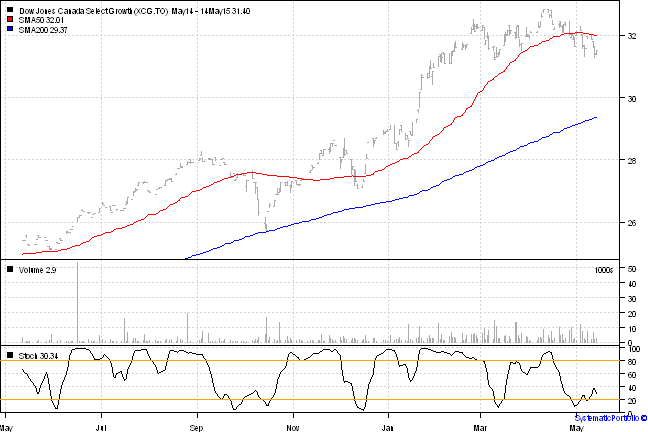 Dow Jones Canada Select Growth (XCG.TO) May14 - 14May15 31.40
SMA50 32.01
SMA200 29.37
32
30
28
26
Volume 2.9
1000s
50
40
30
20
10
0
Stoch 30.34
100
80
60
40
20
0
May Jul Sep Nov Jan Mar May
SystematicPortfolio ©